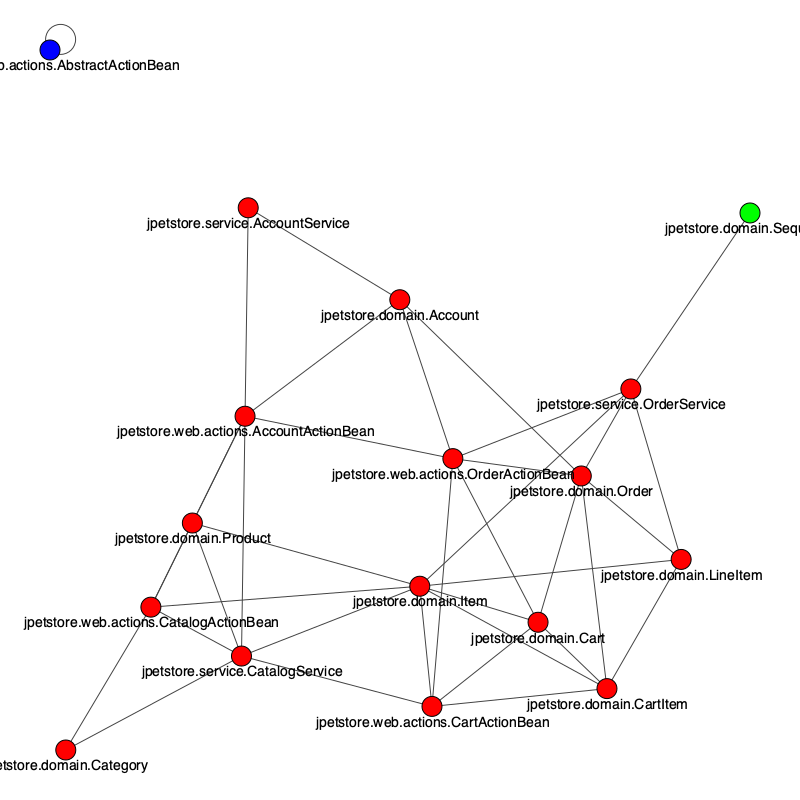 b.actions.AbstractActionBean
jpetstore.service.AccountService
jpetstore.domain.Sequ
jpetstore.domain.Account
jpetstore.service.OrderService
jpetstore.web.actions.AccountActionBean
jpetstore.web.actions.OrderActionBean
jpetstore.domain.Order
jpetstore.domain.Product
jpetstore.domain.LineItem
jpetstore.domain.Item
jpetstore.web.actions.CatalogActionBean
jpetstore.domain.Cart
jpetstore.service.CatalogService
jpetstore.domain.CartItem
jpetstore.web.actions.CartActionBean
etstore.domain.Category